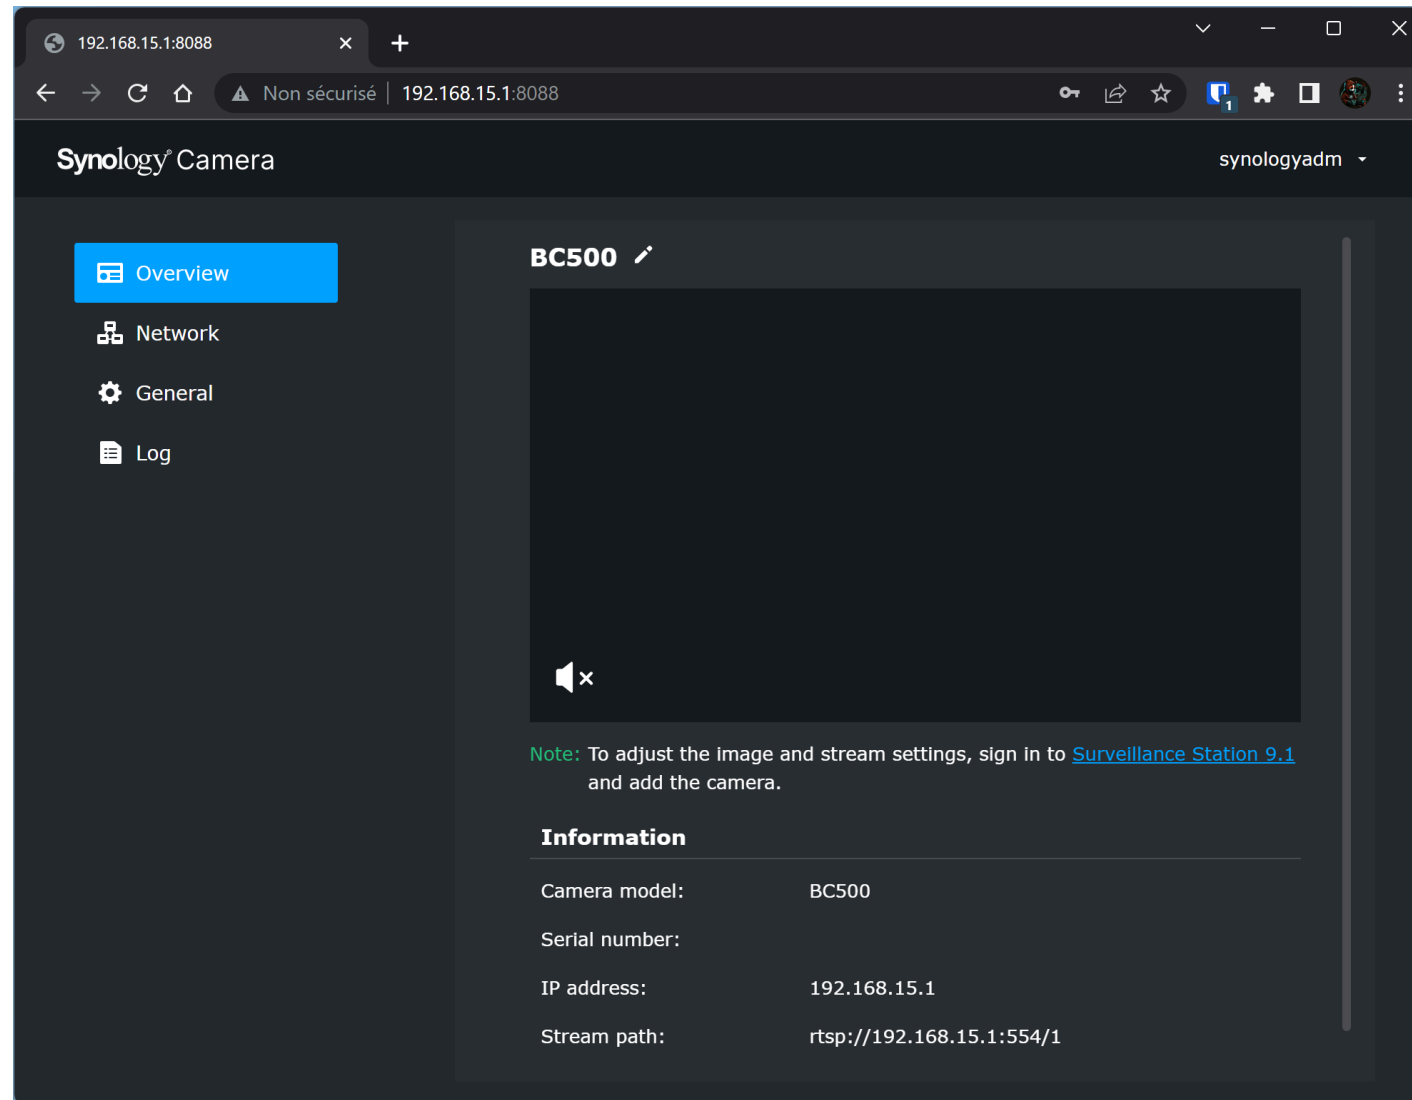 192.168.15.1:8088
Non sécurisé 192.168.15.1:8088
1
Synology® Camera
synologyadm
Overview
Network
General
Log
BC500
Note: To adjust the image and stream settings, sign in to Surveillance Station 9.1
and add the camera.
Information
Camera model: BC500
Serial number:
IP address: 192.168.15.1
Stream path: rtsp://192.168.15.1:554/1